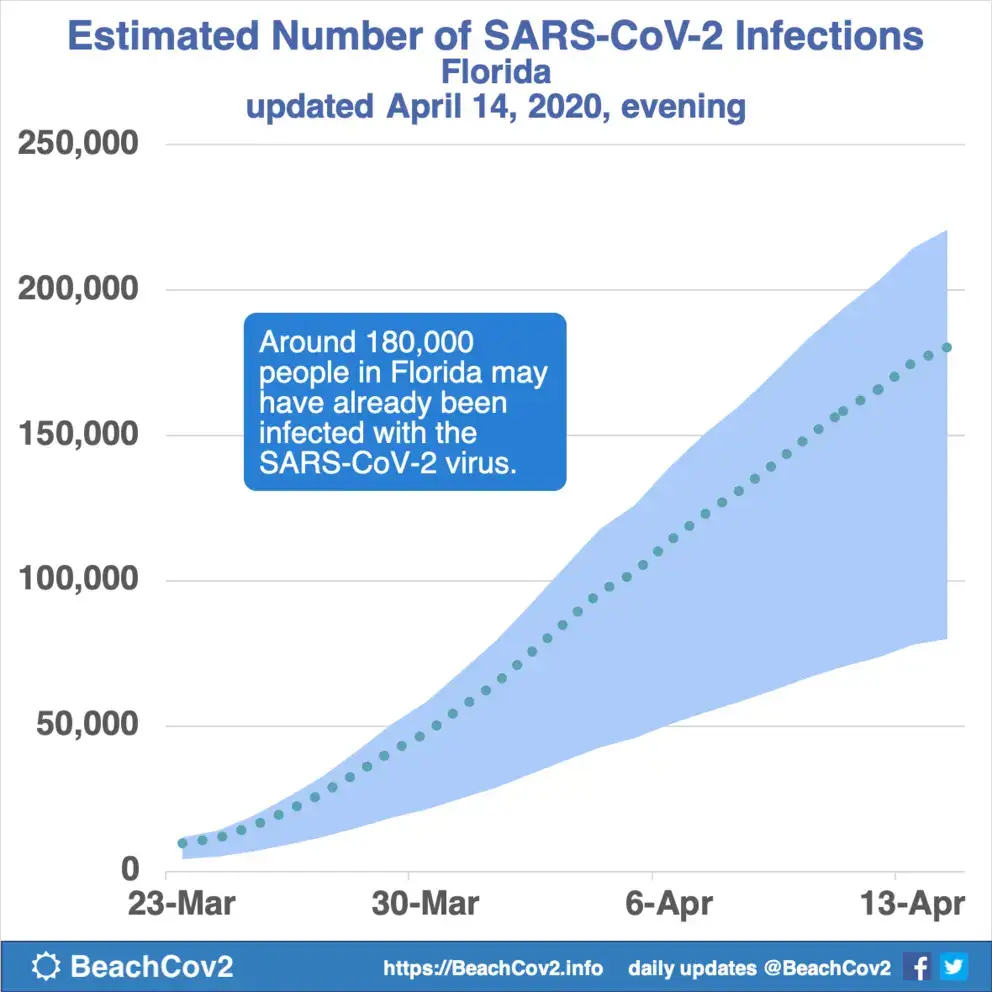 Estimated Number of SARS-CoV-2 Infections
Florida
updated April 14, 2020, evening
250,000
200,000
Around 180,000
people in Florida may
have already been
infected with the
SARS-CoV-2 virus.
150,000
100,000
50,000
0
23-Mar 30-Mar 6-Apr 13-Apr
BeachCov2 https://BeachCov2.info daily updates @BeachCov2